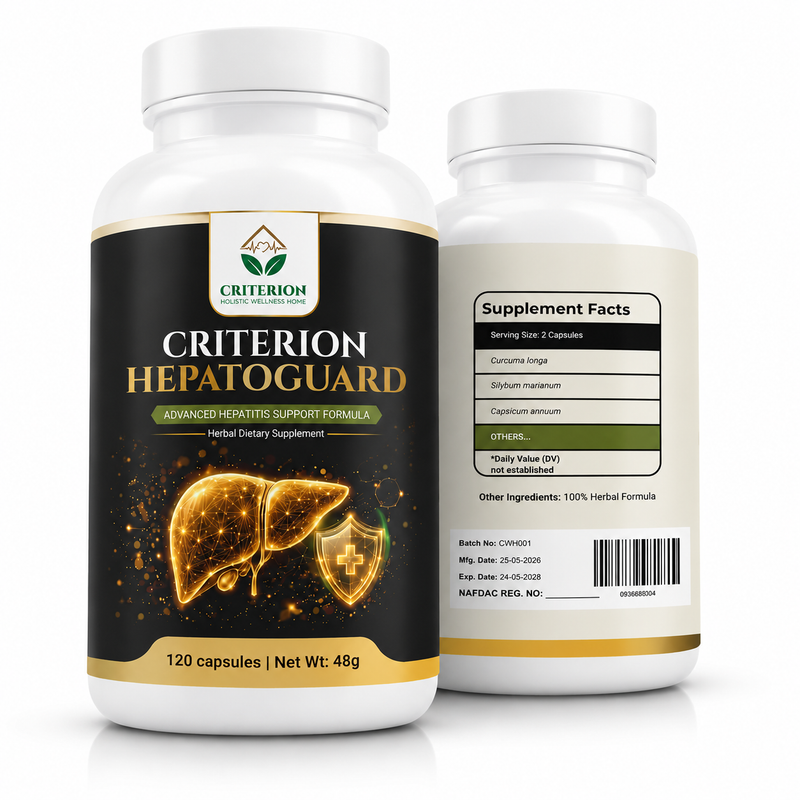 CRITERION
HOLISTIC WELLNESS HOME
CRITERION
HEPATOGUARD
ADVANCED HEPATITIS SUPPORT FORMULA
Herbal Dietary Supplement
120 capsules | Net Wt: 48g
Supplement Facts
Serving Size: 2 Capsules
Curcuma longa
Silybum marianum
Capsicum annuum
OTHERS...
*Daily Value (DV)
not established
Other Ingredients: 100% Herbal Formula
Batch No: CWH001
Mfg. Date: 25-05-2026
Exp. Date: 24-05-2028
NAFDAC REG. NO: __________
0936688004